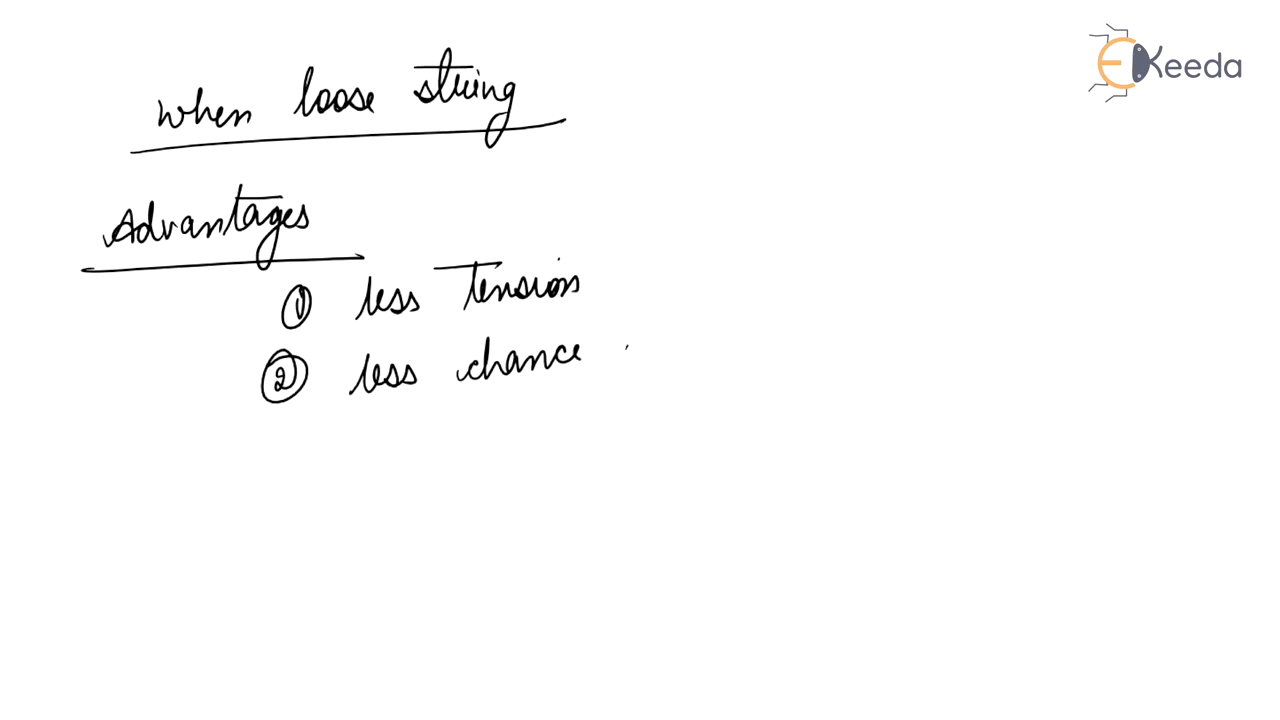 EKeeda
when loose string
Advantages
① less Tension
② less chance